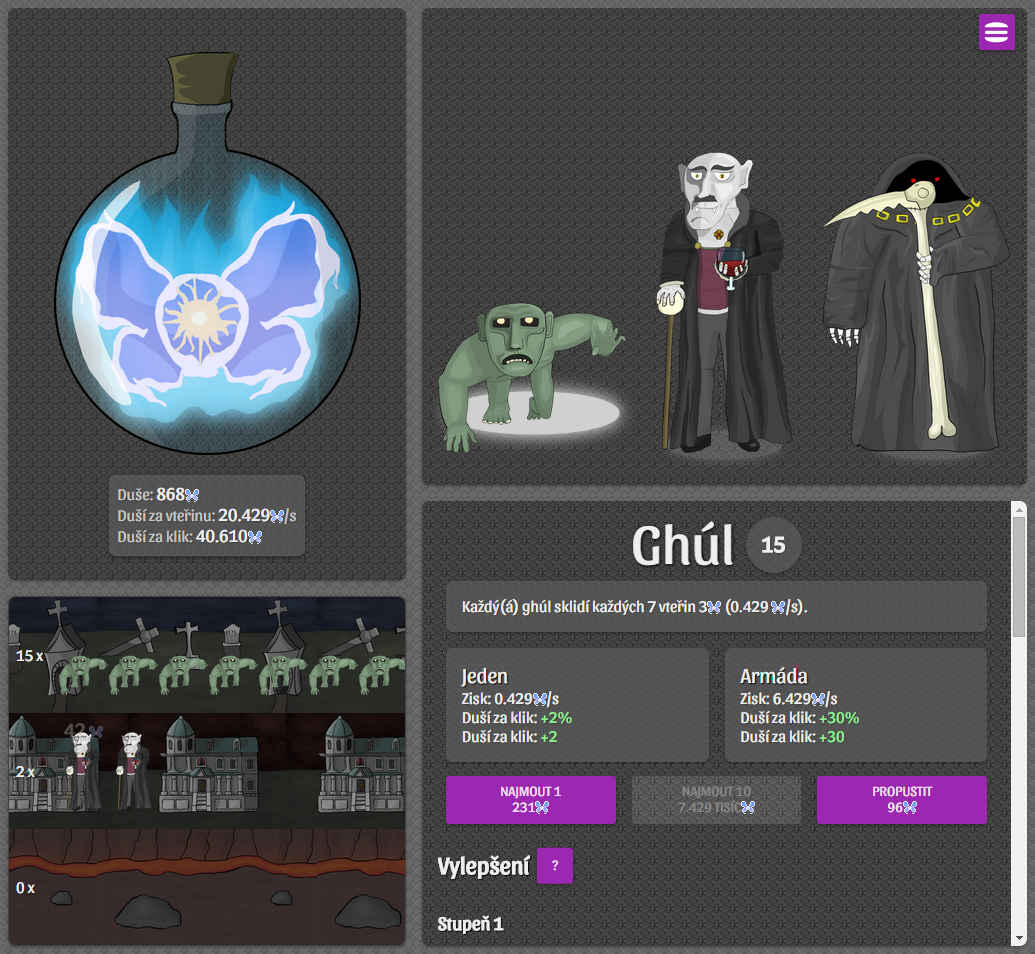 Duše: 868
Duší za vteřinu: 20.429/s
Duší za klik: 40.610
15 x
42
2 x
0 x
Ghúl 15
Každý(á) ghúl sklidí každých 7 vteřin 3 (0.429 /s).
Jeden
Zisk: 0.429/s
Duší za klik: +2%
Duší za klik: +2
Armáda
Zisk: 6.429/s
Duší za klik: +30%
Duší za klik: +30
NAJMOUT 1
231
NAJMOUT 10
7.429 TISÍC
PROPUSTIT
96
Vylepšení ?
Stupeň 1